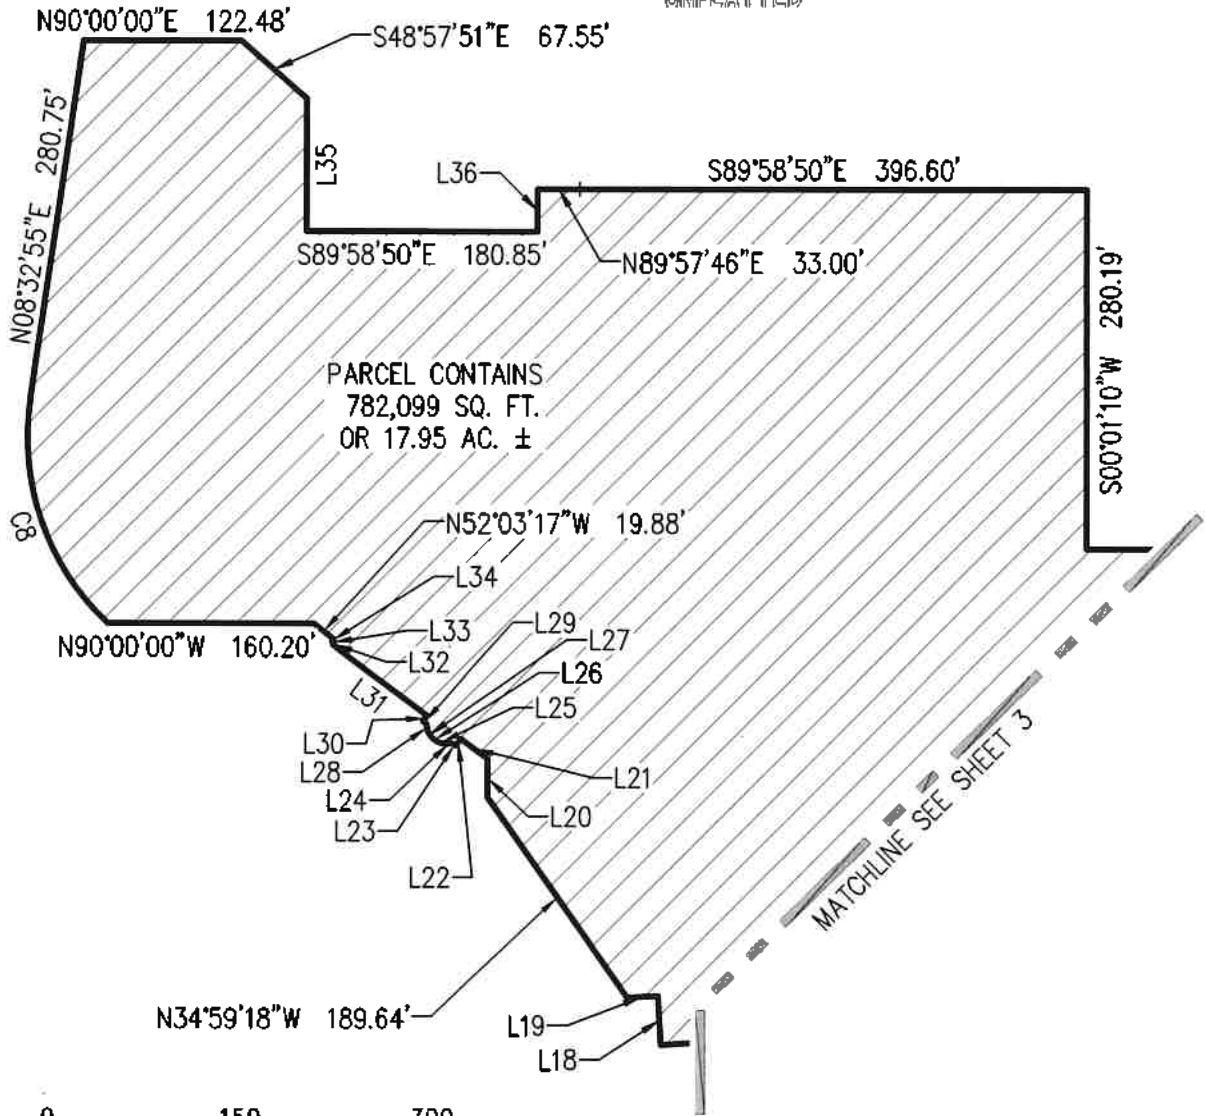 N90°00'00"E 122.48'
S48°57'51"E 67.55'
N08°32'55"E 280.75'
L35
L36
S89°58'50"E 396.60'
S89°58'50"E 180.85'
N89°57'46"E 33.00'
S00°01'10"W 280.19'
PARCEL CONTAINS
782,099 SQ. FT.
OR 17.95 AC. ±
C8
N52°03'17"W 19.88'
L34
L33
L29
L27
N90°00'00"W 160.20'
L32
L26
L31
L25
L30
L28
L21
L24
L20
L23
L22
MATCHLINE SEE SHEET 3
N34°59'18"W 189.64'
L19
L18
0 150 300